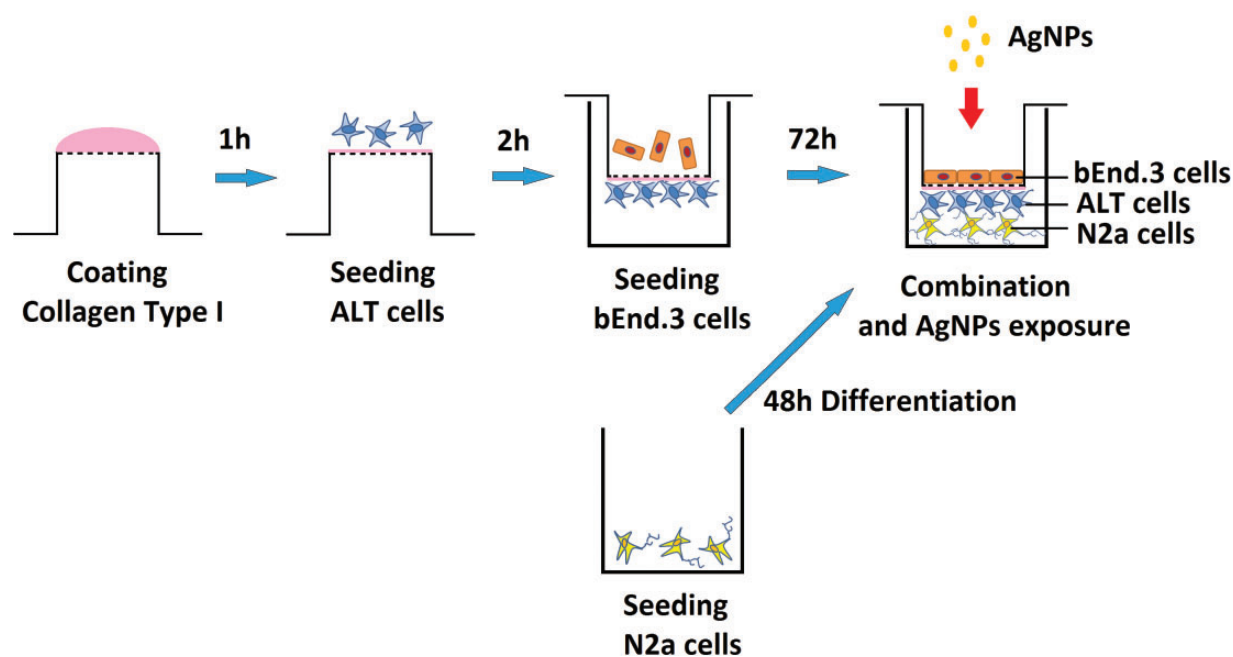 AgNPs
1h
2h
72h
bEnd.3 cells
ALT cells
N2a cells
Coating
Collagen Type I
Seeding
ALT cells
Seeding
bEnd.3 cells
Combination
and AgNPs exposure
48h Differentiation
Seeding
N2a cells